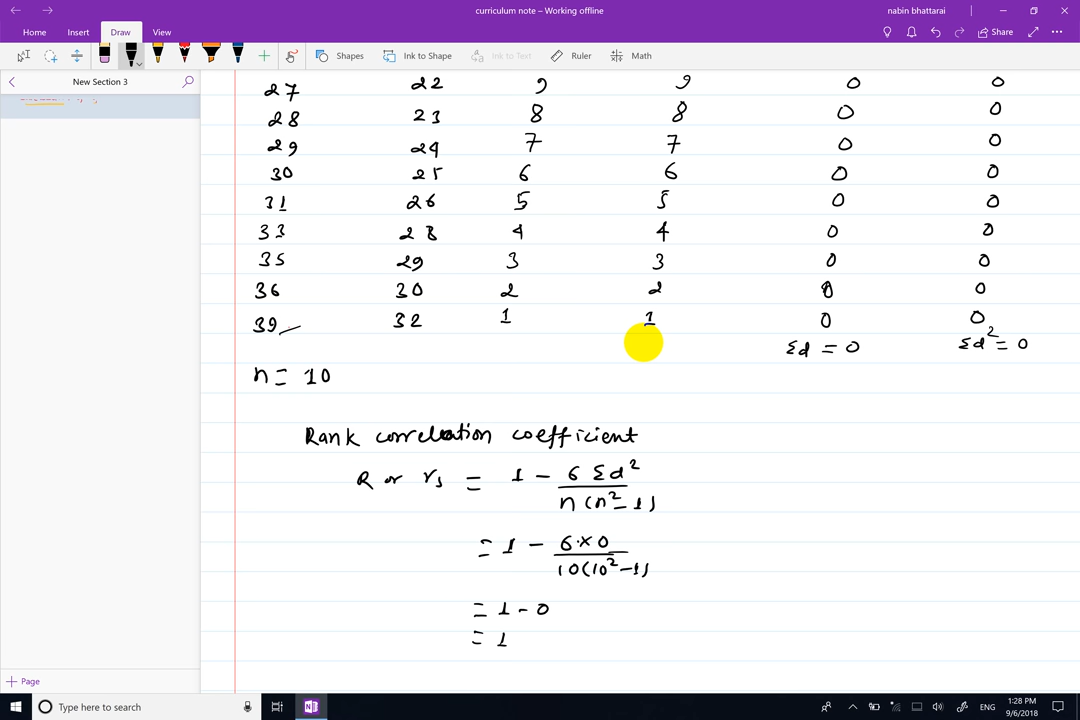 curriculum note – Working offline
nabin bhattarai
Home Insert Draw View
Share
Shapes Ink to Shape Ink to Text Ruler Math
New Section 3
27 22 9 9 0 0
28 23 8 8 0 0
29 24 7 7 0 0
30 25 6 6 0 0
31 26 5 5 0 0
33 28 4 4 0 0
35 29 3 3 0 0
36 30 2 2 0 0
39 32 1 1 0 0
Σd = 0 Σd² = 0
n = 10
Rank correlation coefficient
R or rs = 1 - 6 Σd² / n(n² - 1)
= 1 - 6 × 0 / 10(10² - 1)
= 1 - 0
= 1
+ Page
Type here to search
ENG
1:28 PM
9/6/2018